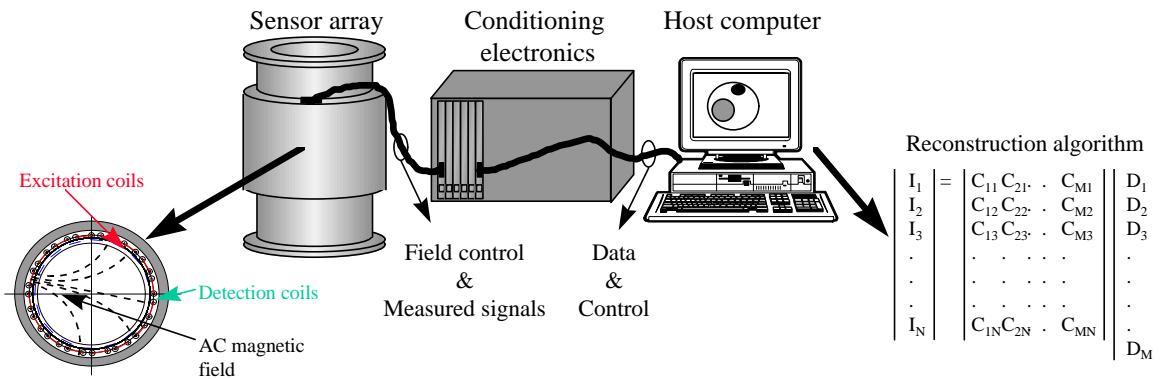 Sensor array
Conditioning
electronics
Host computer
Excitation coils
Detection coils
AC magnetic
field
Field control
&
Measured signals
Data
&
Control
Reconstruction algorithm
I1 = C11 C21 . . CM1 D1
I2 C12 C22 . . CM2 D2
I3 C13 C23 . . CM3 D3
. . . . . . .
. . . . . . .
. . . . . . .
IN C1N C2N . . CMN .
DM